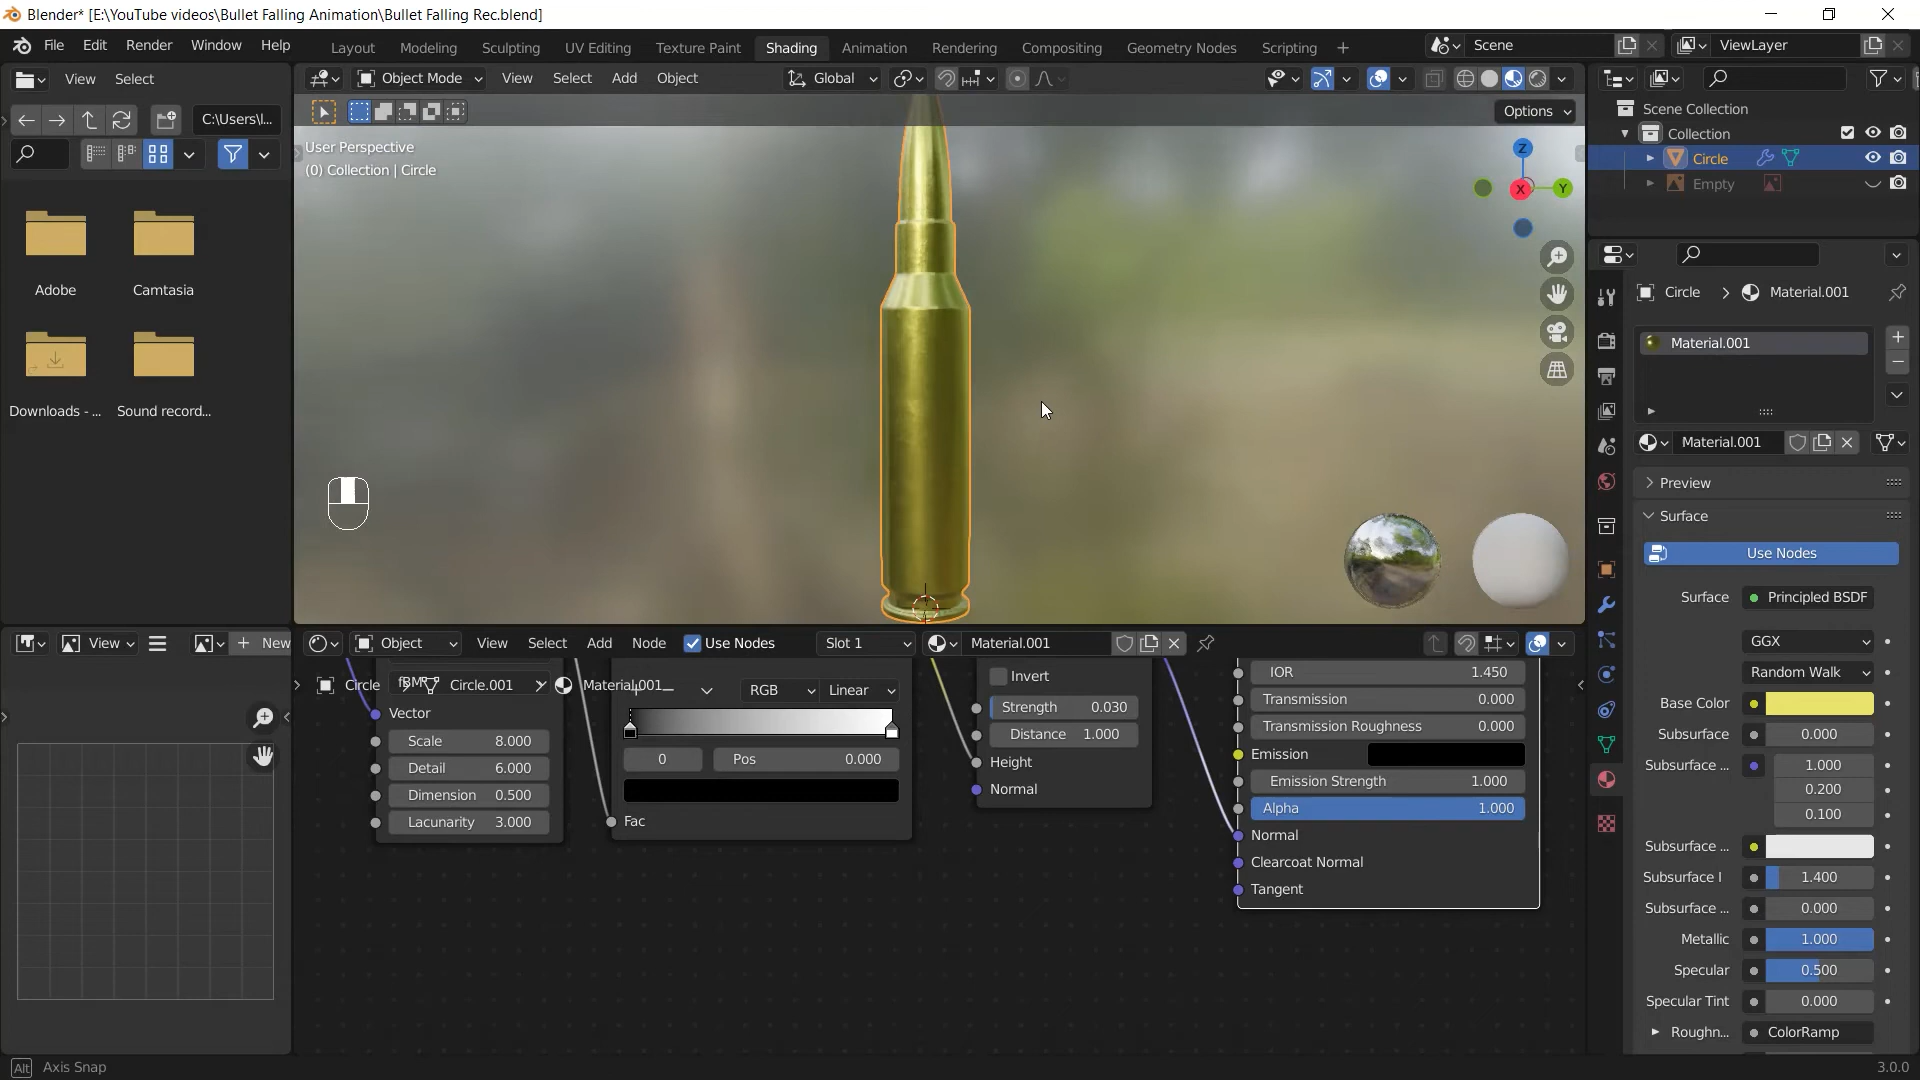 Blender* [E:\YouTube videos\Bullet Falling Animation\Bullet Falling Rec.blend]
File Edit Render Window Help
Layout Modeling Sculpting UV Editing Texture Paint Shading Animation Rendering Compositing Geometry Nodes Scripting
Scene
ViewLayer
View Select
Object Mode View Select Add Object
Global
C:\Users\l...
Options
Scene Collection
Collection
Circle
Empty
User Perspective
(0) Collection | Circle
Z
X
Y
Adobe
Camtasia
Downloads - ...
Sound record...
Circle > Material.001
Material.001
Material.001
Preview
Surface
Use Nodes
Surface Principled BSDF
GGX
Random Walk
Base Color
Subsurface 0.000
Subsurface ... 1.000
0.200
0.100
Subsurface ...
Subsurface I 1.400
Subsurface ... 0.000
Metallic 1.000
Specular 0.500
Specular Tint 0.000
Roughn... ColorRamp
View
New
Object View Select Add Node Use Nodes Slot 1 Material.001
Circle Circle.001 Material.001
fBM
Vector
Scale 8.000
Detail 6.000
Dimension 0.500
Lacunarity 3.000
RGB Linear
0 Pos 0.000
Fac
Invert
Strength 0.030
Distance 1.000
Height
Normal
IOR 1.450
Transmission 0.000
Transmission Roughness 0.000
Emission
Emission Strength 1.000
Alpha 1.000
Normal
Clearcoat Normal
Tangent
Alt Axis Snap
3.0.0